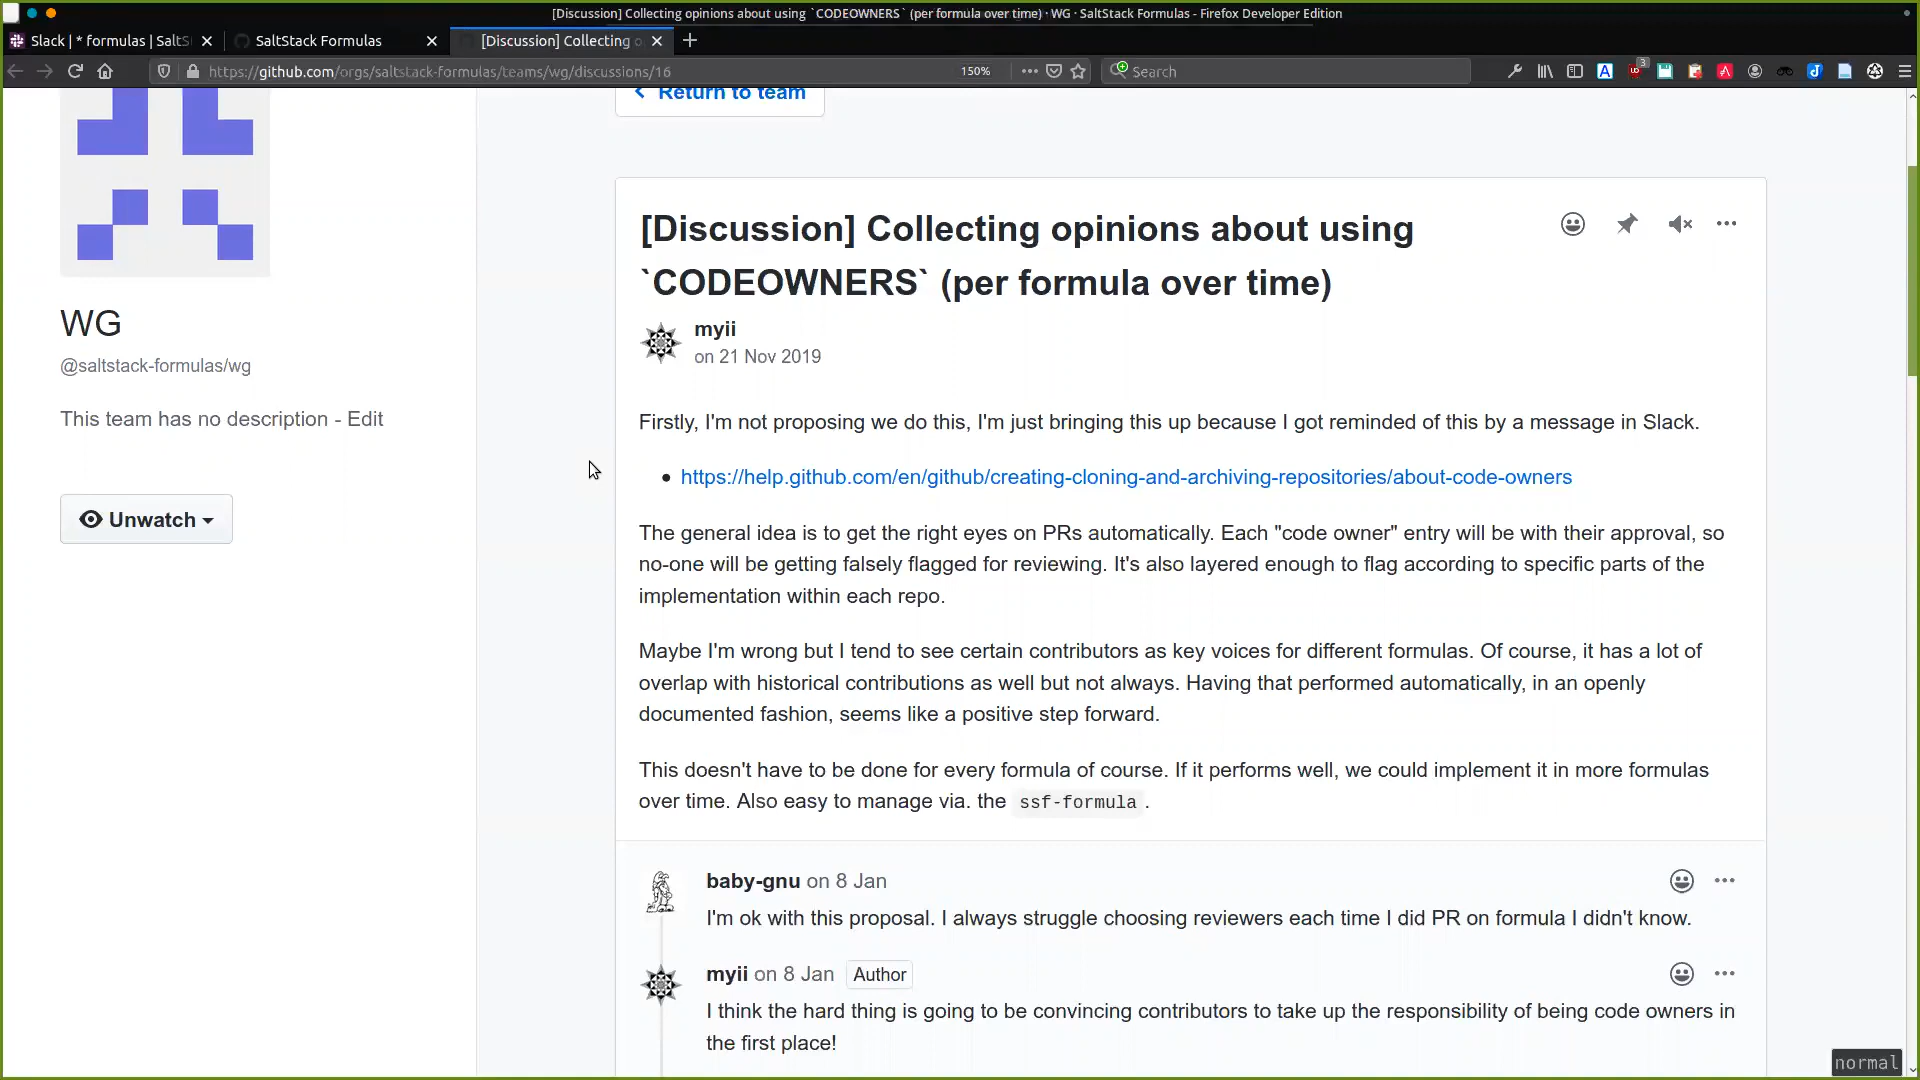 [Discussion] Collecting opinions about using `CODEOWNERS` (per formula over time) · WG · SaltStack Formulas - Firefox Developer Edition
Slack | * formulas | SaltS
SaltStack Formulas
[Discussion] Collecting o
https://github.com/orgs/saltstack-formulas/teams/wg/discussions/16
150%
Search
3
Return to team
[Discussion] Collecting opinions about using
`CODEOWNERS` (per formula over time)
myii
on 21 Nov 2019
WG
@saltstack-formulas/wg
This team has no description - Edit
Unwatch
Firstly, I'm not proposing we do this, I'm just bringing this up because I got reminded of this by a message in Slack.
https://help.github.com/en/github/creating-cloning-and-archiving-repositories/about-code-owners
The general idea is to get the right eyes on PRs automatically. Each "code owner" entry will be with their approval, so
no-one will be getting falsely flagged for reviewing. It's also layered enough to flag according to specific parts of the
implementation within each repo.
Maybe I'm wrong but I tend to see certain contributors as key voices for different formulas. Of course, it has a lot of
overlap with historical contributions as well but not always. Having that performed automatically, in an openly
documented fashion, seems like a positive step forward.
This doesn't have to be done for every formula of course. If it performs well, we could implement it in more formulas
over time. Also easy to manage via. the ssf-formula.
baby-gnu on 8 Jan
I'm ok with this proposal. I always struggle choosing reviewers each time I did PR on formula I didn't know.
myii on 8 Jan Author
I think the hard thing is going to be convincing contributors to take up the responsibility of being code owners in
the first place!
normal